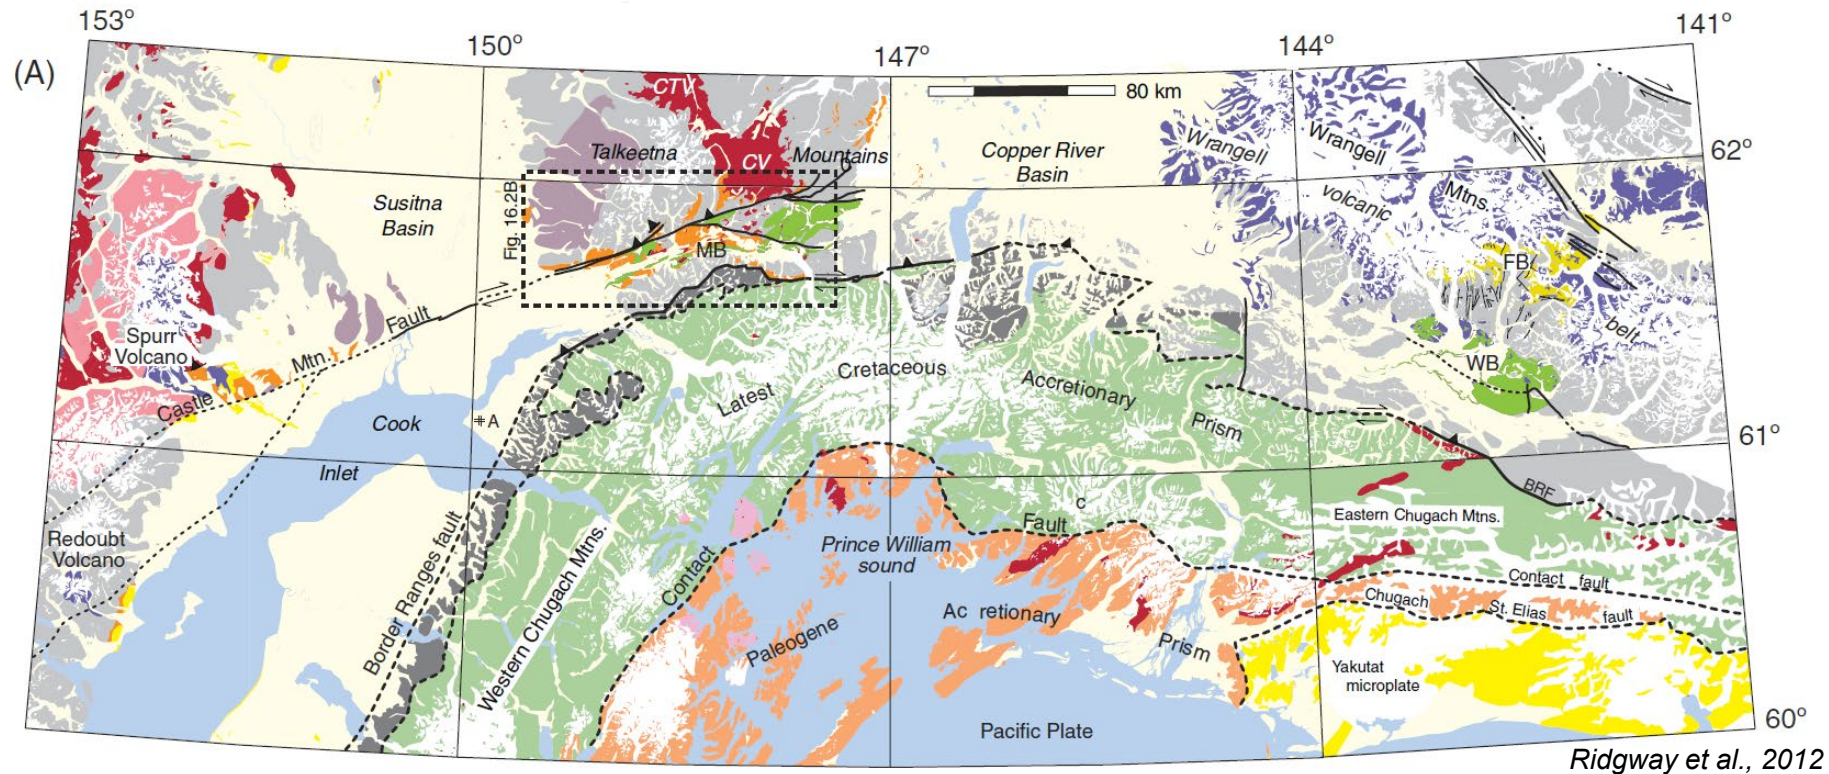 153°
150°
147°
144°
141°
(A)
CTV
80 km
Talkeetna
CV
Mountains
Copper River
Basin
Wrangell
Wrangell
62°
Susitna
Basin
Fig. 16.2B
volcanic
Mtns.
MB
FB
belt
Spurr
Volcano
Castle
Mtn.
Fault
WB
Cook
A
Latest
Cretaceous
Accretionary
Prism
61°
Inlet
BRF
c
Fault
Eastern Chugach Mtns.
Redoubt
Volcano
Border Ranges fault
Western Chugach Mtns.
Contact
Prince William
sound
Contact fault
Chugach
St. Elias
fault
Paleogene
Ac retionary
Prism
Yakutat
microplate
Pacific Plate
60°
Ridgway et al., 2012